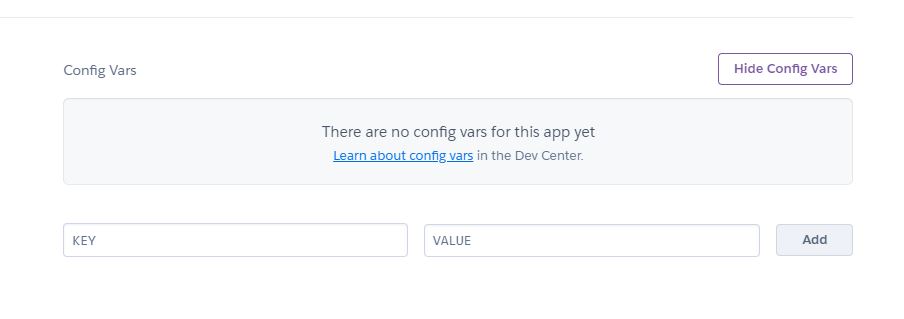 Config Vars
Hide Config Vars
There are no config vars for this app yet
Learn about config vars in the Dev Center.
KEY
VALUE
Add